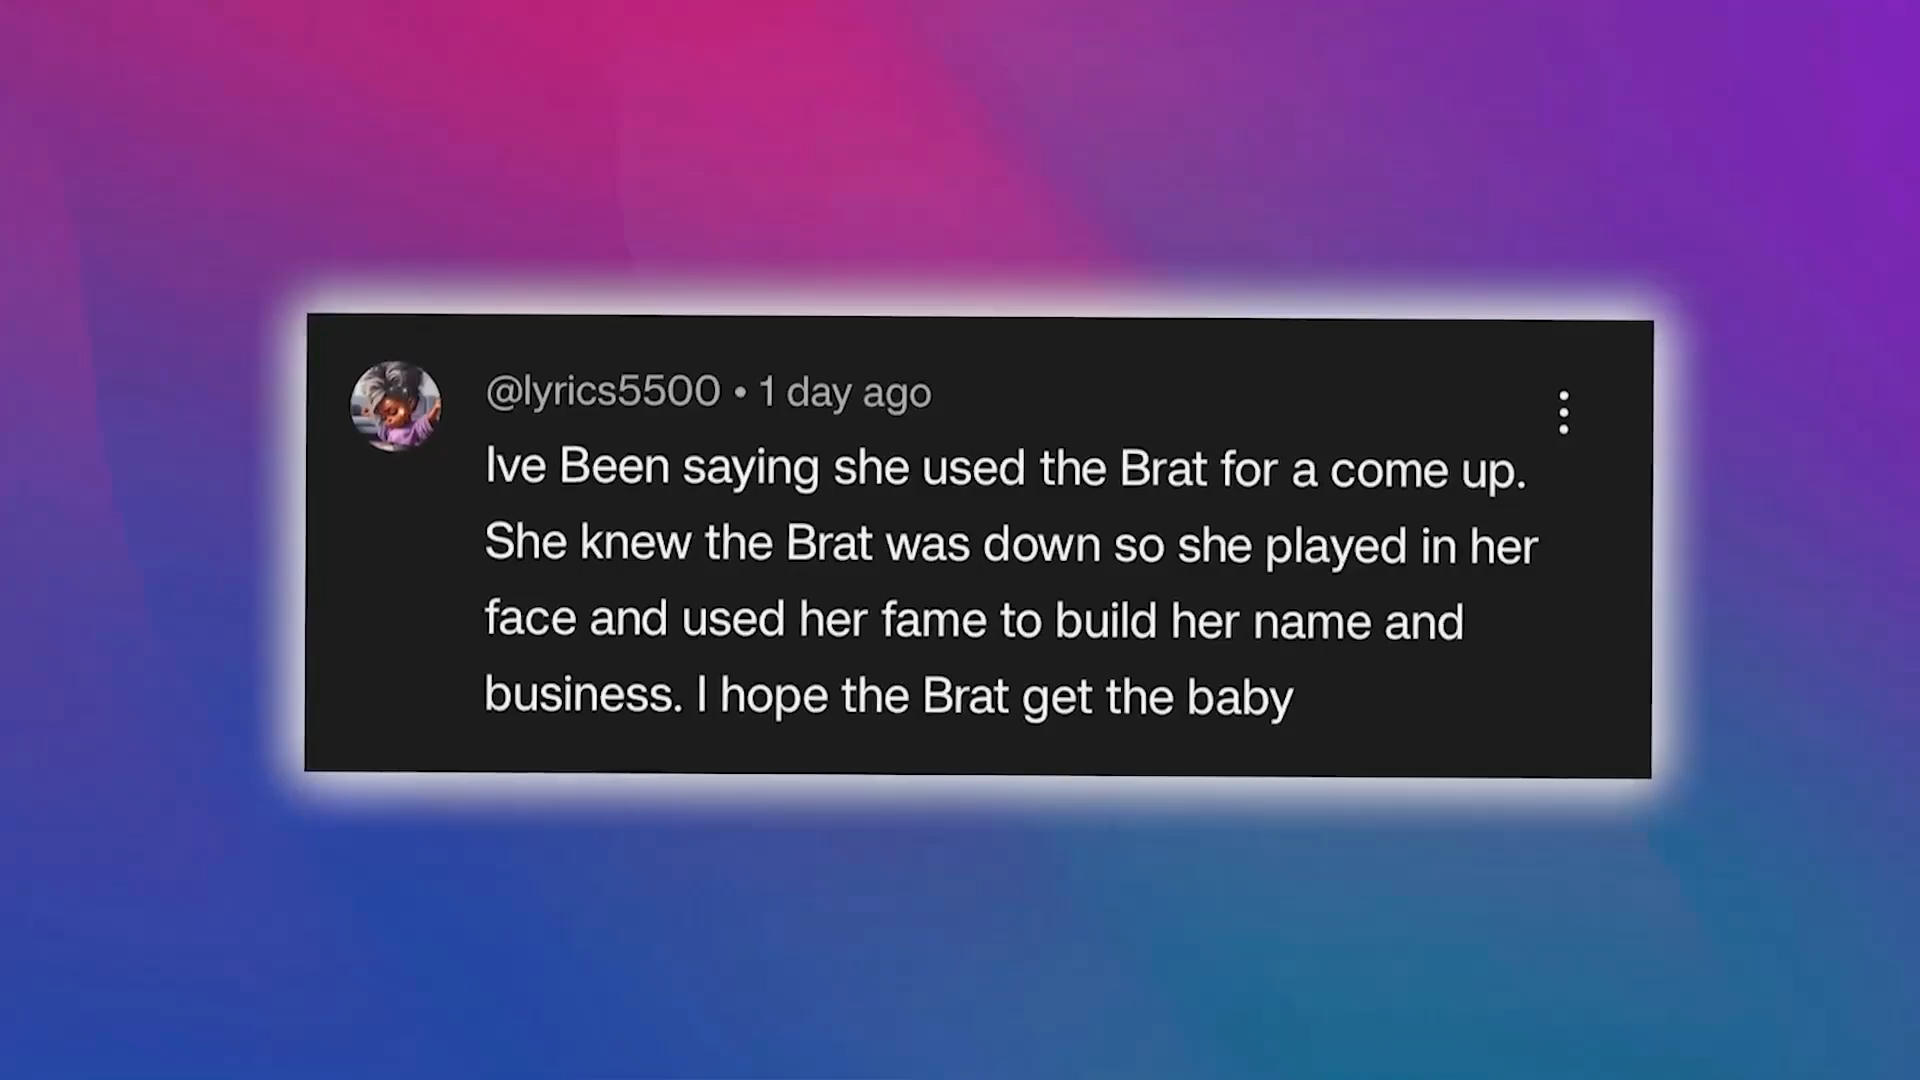 @lyrics5500 • 1 day ago
Ive Been saying she used the Brat for a come up.
She knew the Brat was down so she played in her
face and used her fame to build her name and
business. I hope the Brat get the baby